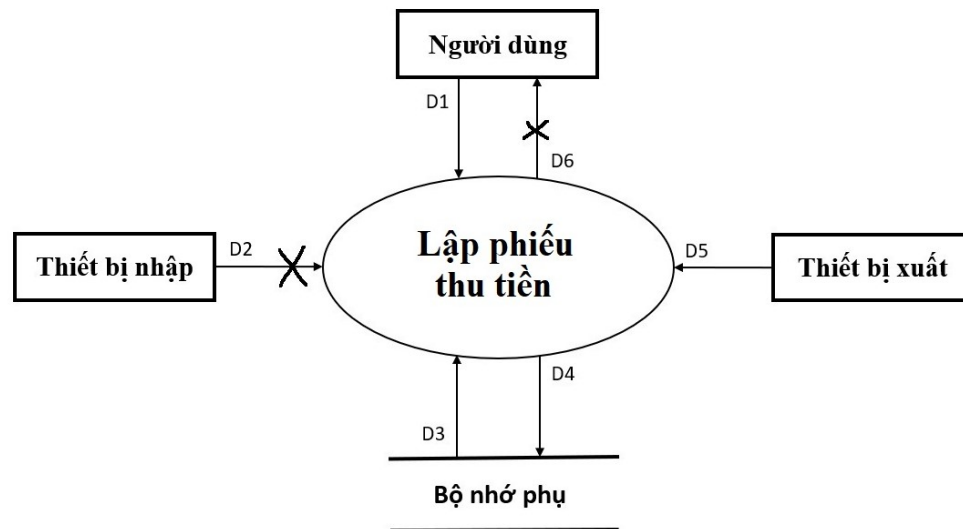 Người dùng
D1
D6
Lập phiếu
thu tiền
Thiết bị nhập
D2
D5
Thiết bị xuất
D4
D3
Bộ nhớ phụ